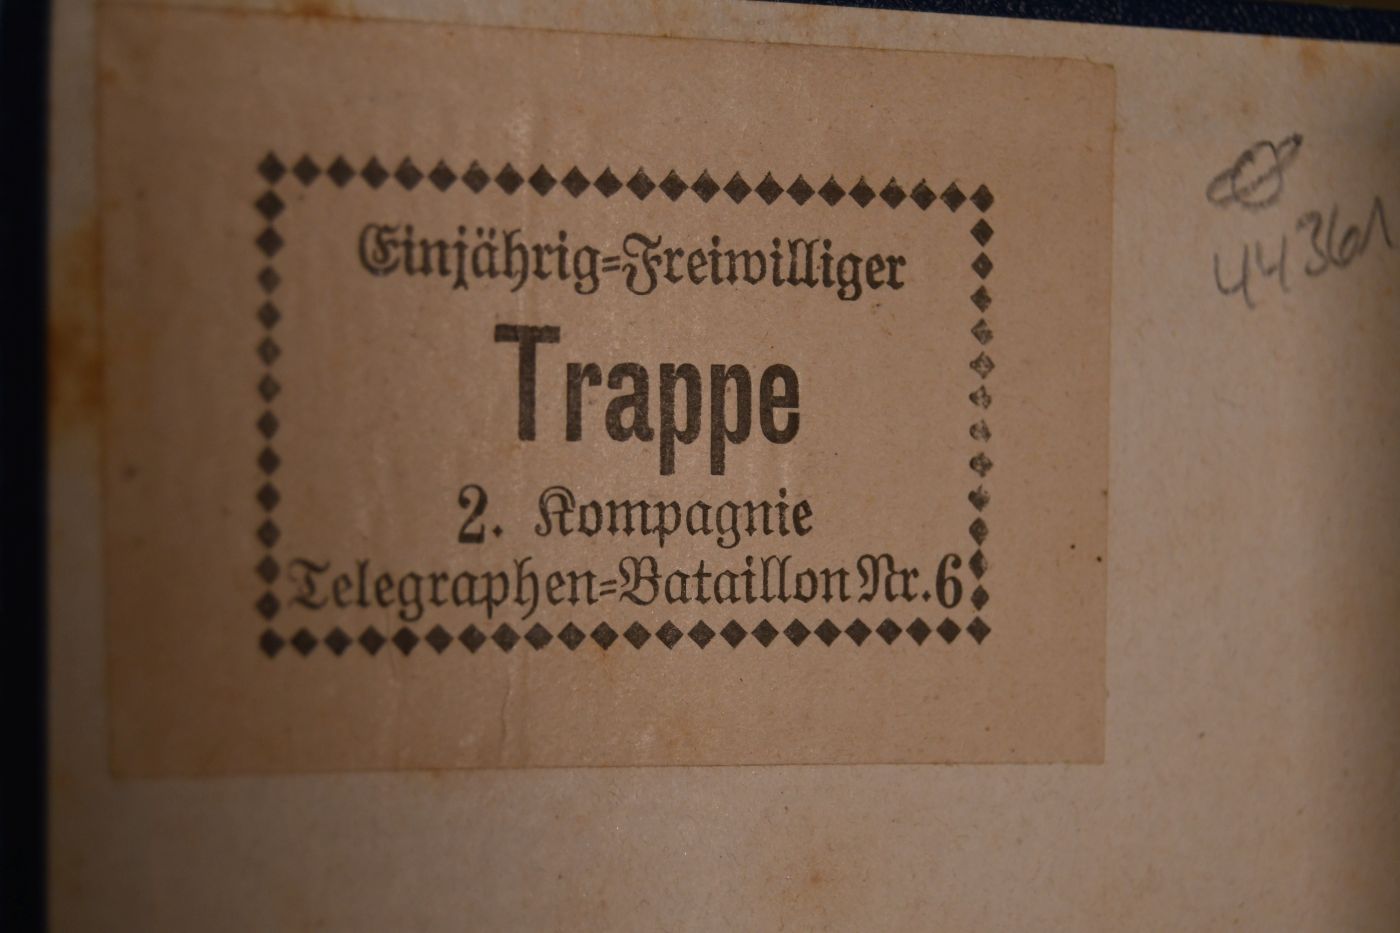 Einjährig=Freiwilliger
Trappe
2. Kompagnie
Telegraphen=Bataillon Nr. 6
44361